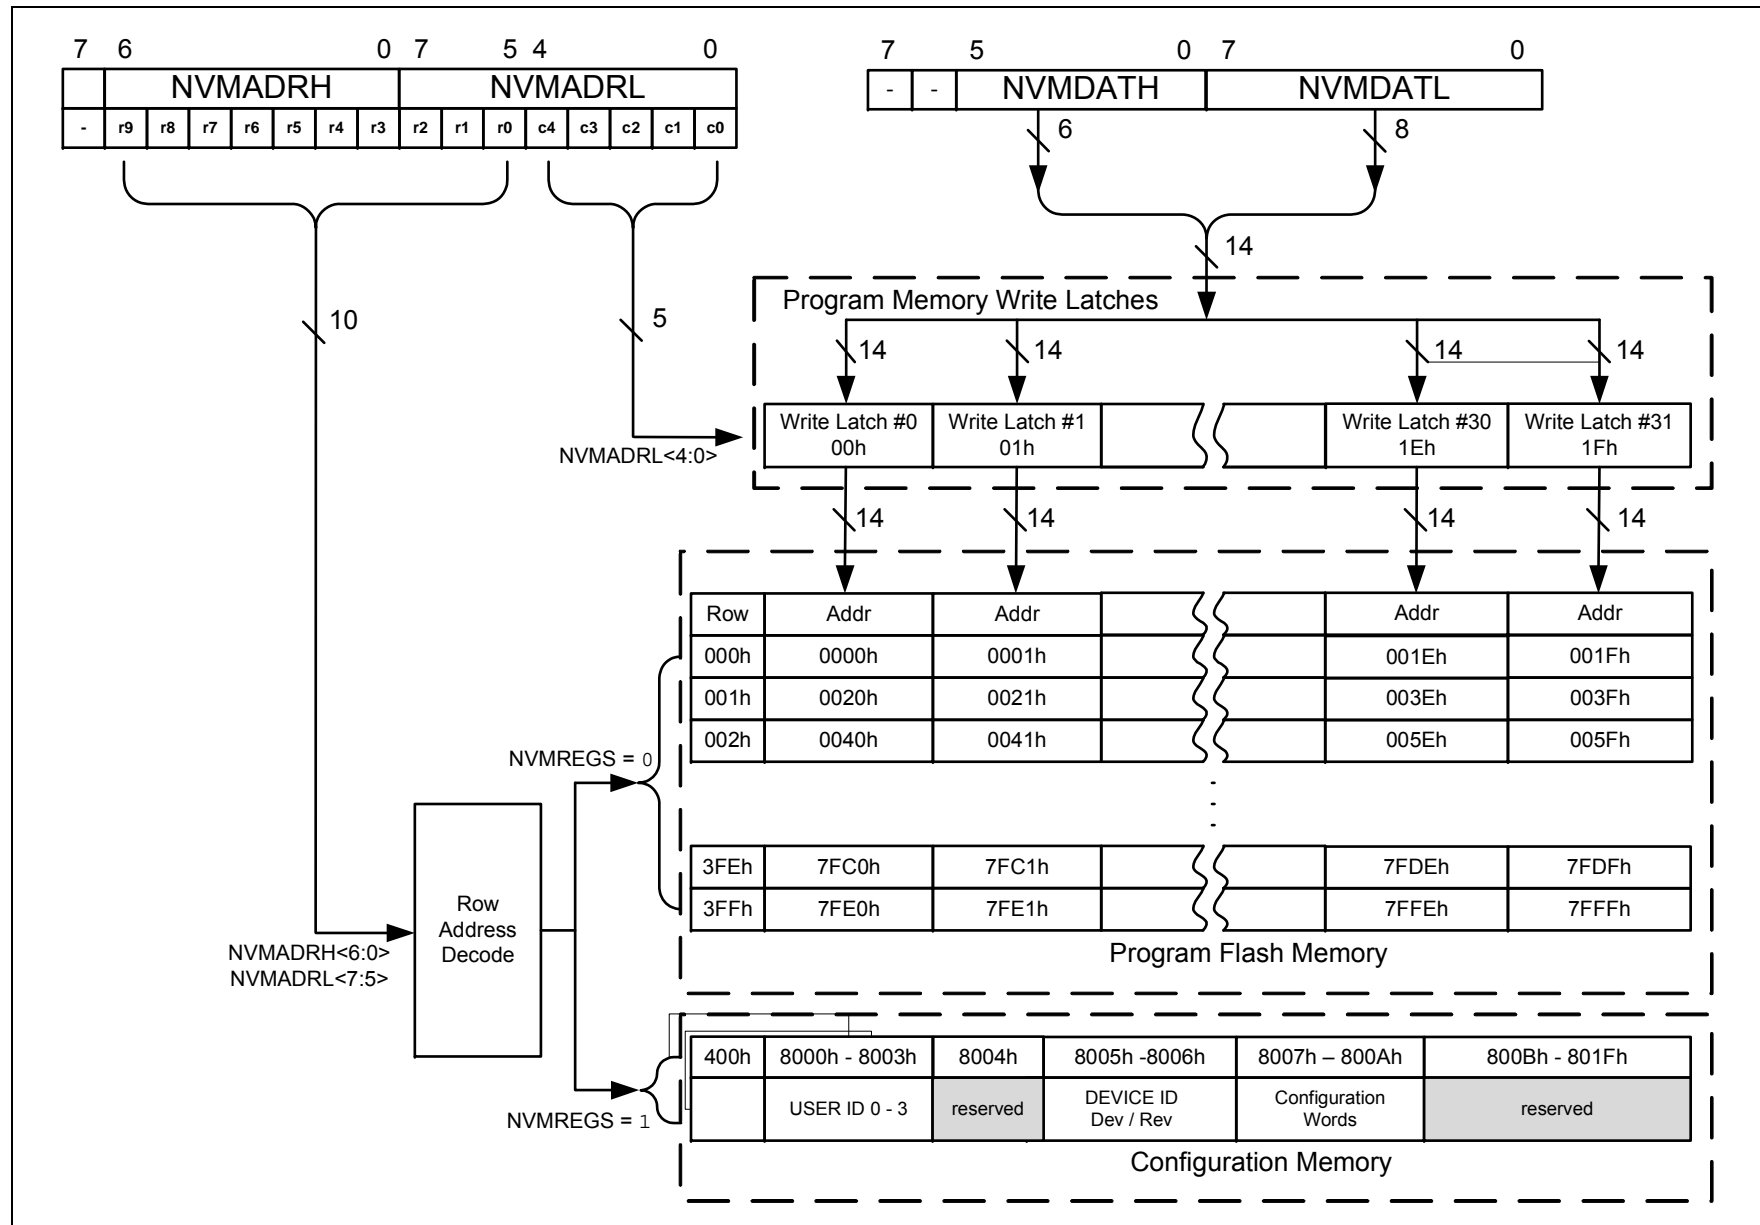 7 6 0 7 5 4 0
7 5 0 7 0
NVMADRH NVMADRL
- - NVMDATH NVMDATL
- r9 r8 r7 r6 r5 r4 r3 r2 r1 r0 c4 c3 c2 c1 c0
6 8
14
Program Memory Write Latches
10 5
14 14 14 14
Write Latch #0 Write Latch #1 Write Latch #30 Write Latch #31
00h 01h 1Eh 1Fh
NVMADRL<4:0>
14 14 14 14
Row Addr Addr Addr Addr
000h 0000h 0001h 001Eh 001Fh
001h 0020h 0021h 003Eh 003Fh
002h 0040h 0041h 005Eh 005Fh
NVMREGS = 0
3FEh 7FC0h 7FC1h 7FDEh 7FDFh
3FFh 7FE0h 7FE1h 7FFEh 7FFFh
Row
Address
Decode
NVMADRH<6:0>
NVMADRL<7:5>
Program Flash Memory
400h 8000h - 8003h 8004h 8005h -8006h 8007h – 800Ah 800Bh - 801Fh
USER ID 0 - 3 reserved DEVICE ID Configuration reserved
Dev / Rev Words
NVMREGS = 1
Configuration Memory